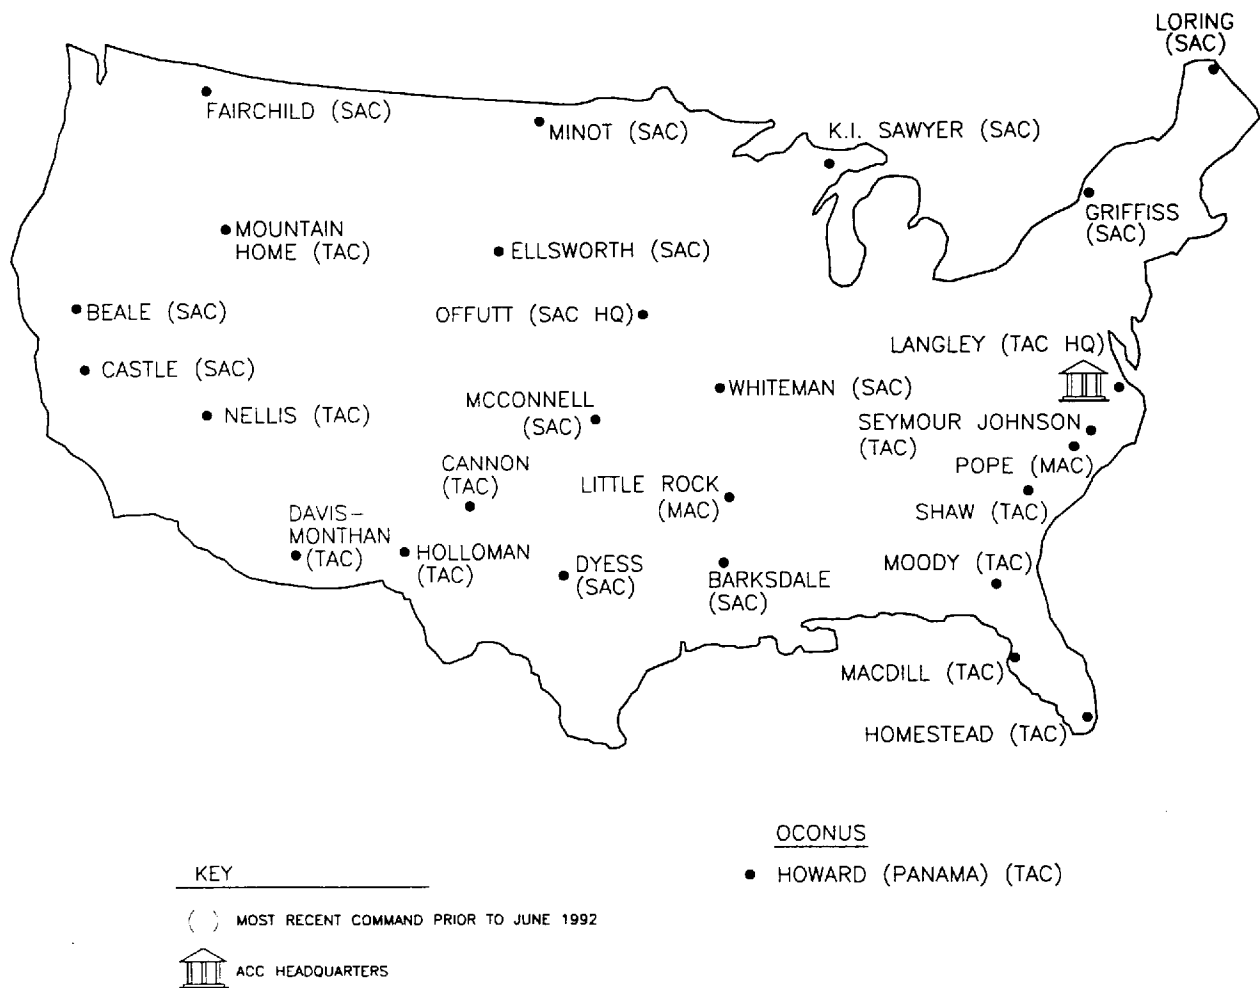 LORING
(SAC)
FAIRCHILD (SAC)
MINOT (SAC)
K.I. SAWYER (SAC)
GRIFFISS
(SAC)
MOUNTAIN
HOME (TAC)
ELLSWORTH (SAC)
BEALE (SAC)
OFFUTT (SAC HQ)
LANGLEY (TAC HQ)
CASTLE (SAC)
WHITEMAN (SAC)
MCCONNELL
(SAC)
NELLIS (TAC)
SEYMOUR JOHNSON
(TAC)
POPE (MAC)
CANNON
(TAC)
LITTLE ROCK
(MAC)
SHAW (TAC)
DAVIS-
MONTHAN
(TAC)
HOLLOMAN
(TAC)
DYESS
(SAC)
BARKSDALE
(SAC)
MOODY (TAC)
MACDILL (TAC)
HOMESTEAD (TAC)
OCONUS
HOWARD (PANAMA) (TAC)
KEY
( ) MOST RECENT COMMAND PRIOR TO JUNE 1992
ACC HEADQUARTERS